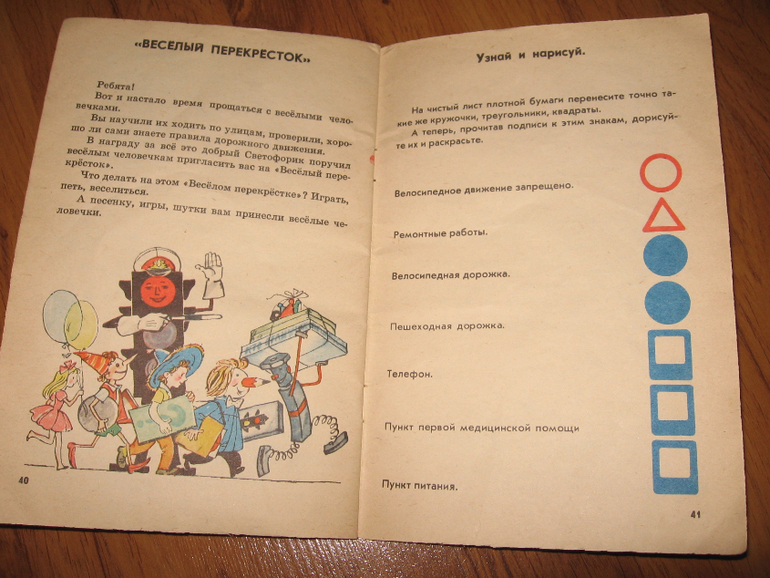 «ВЕСЕЛЫЙ ПЕРЕКРЕСТОК»
Ребята!
Вот и настало время прощаться с весёлыми чело-
вечками.
Вы научили их ходить по улицам, проверили, хоро-
шо ли сами знаете правила дорожного движения.
В награду за всё это добрый Светофорик поручил
весёлым человечкам пригласить вас на «Весёлый пере-
крёсток».
Что делать на этом «Весёлом перекрёстке»? Играть,
петь, веселиться.
А песенку, игры, шутки вам принесли весёлые че-
ловечки.
40
Узнай и нарисуй.
На чистый лист плотной бумаги перенесите точно та-
кие же кружочки, треугольники, квадраты.
А теперь, прочитав подписи к этим знакам, дорисуй-
те их и раскрасьте.
Велосипедное движение запрещено.
Ремонтные работы.
Велосипедная дорожка.
Пешеходная дорожка.
Телефон.
Пункт первой медицинской помощи
Пункт питания.
41